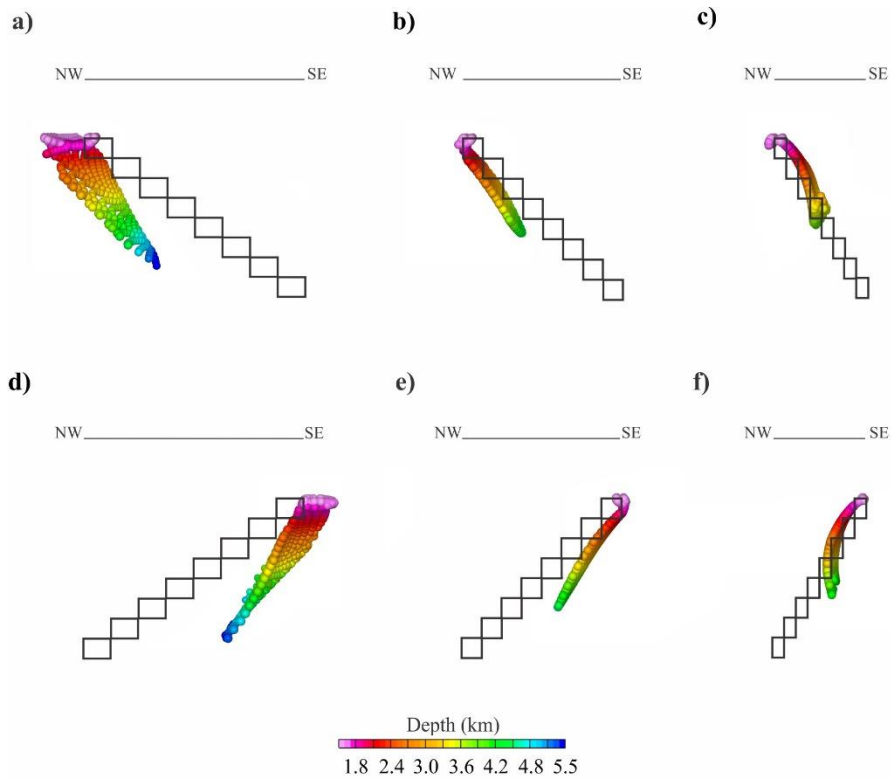 a)
b)
c)
NW SE
NW SE
NW SE
d)
e)
f)
NW SE
NW SE
NW SE
Depth (km)
1.8 2.4 3.0 3.6 4.2 4.8 5.5